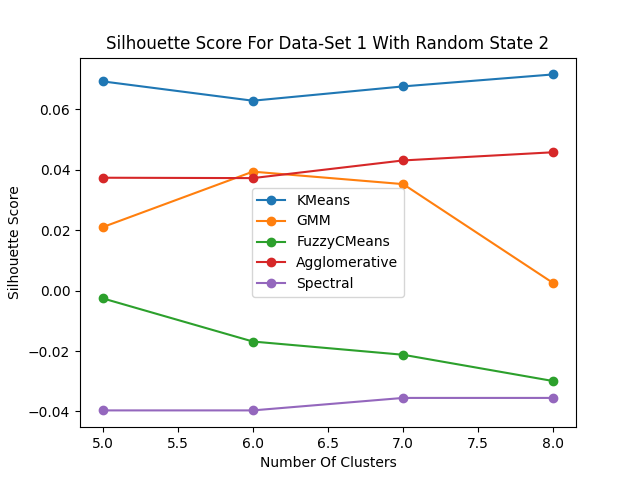 Silhouette Score For Data-Set 1 With Random State 2
Silhouette Score
0.06
0.04
0.02
0.00
−0.02
−0.04
KMeans
GMM
FuzzyCMeans
Agglomerative
Spectral
5.0 5.5 6.0 6.5 7.0 7.5 8.0
Number Of Clusters